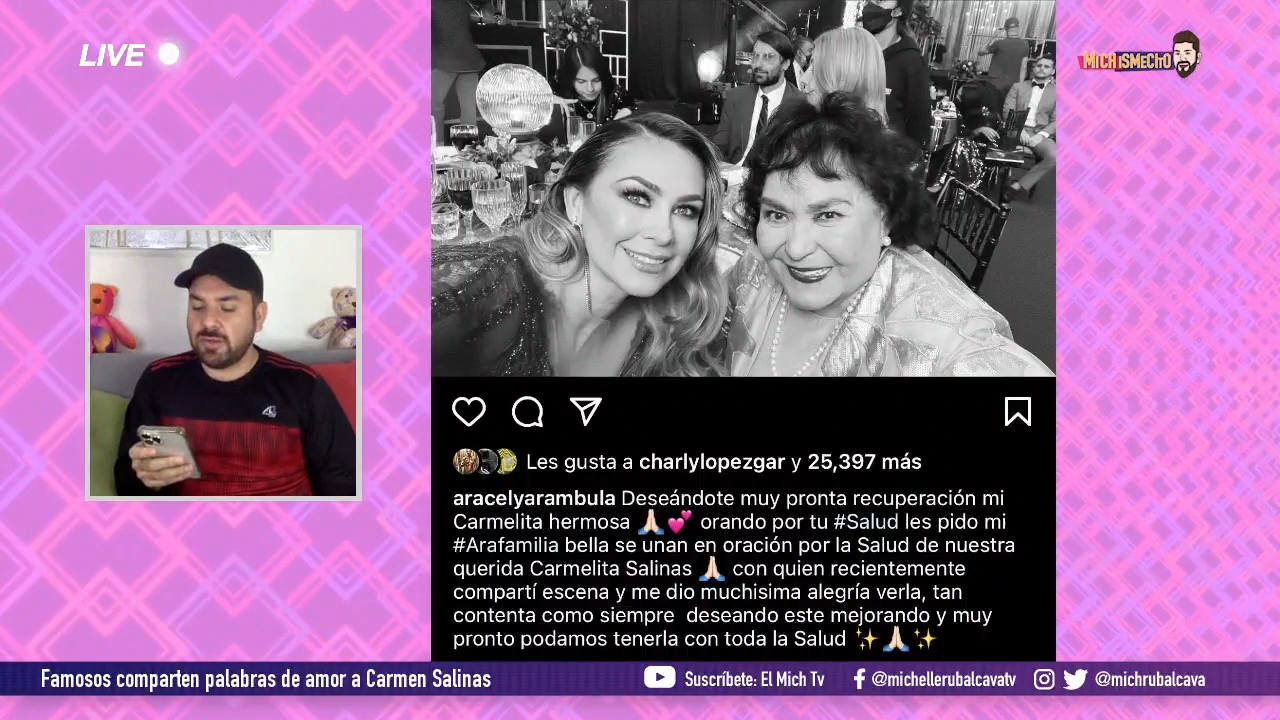 LIVE
MICHISMECITO
Les gusta a charlylopezgar y 25,397 más
aracelyarambula Deseándote muy pronta recuperación mi
Carmelita hermosa 🙏🏻💕 orando por tu #Salud les pido mi
#Arafamilia bella se unan en oración por la Salud de nuestra
querida Carmelita Salinas 🙏🏻 con quien recientemente
compartí escena y me dio muchisima alegría verla, tan
contenta como siempre deseando este mejorando y muy
pronto podamos tenerla con toda la Salud ✨🙏🏻✨
Famosos comparten palabras de amor a Carmen Salinas
Suscríbete: El Mich Tv
@michellerubalcavatv
@michrubalcava